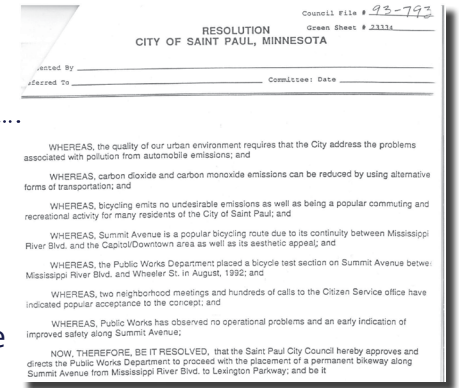 Council File # 93-793
RESOLUTION
Green Sheet # 23334
CITY OF SAINT PAUL, MINNESOTA
ented By
eferred To
Committee: Date
....
WHEREAS, the quality of our urban environment requires that the City address the problems
associated with pollution from automobile emissions; and
WHEREAS, carbon dioxide and carbon monoxide emissions can be reduced by using alternative
forms of transportation; and
WHEREAS, bicycling emits no undesirable emissions as well as being a popular commuting and
recreational activity for many residents of the City of Saint Paul; and
WHEREAS, Summit Avenue is a popular bicycling route due to its continuity between Mississippi
River Blvd. and the Capitol/Downtown area as well as its aesthetic appeal; and
WHEREAS, the Public Works Department placed a bicycle test section on Summit Avenue betwe
Mississippi River Blvd. and Wheeler St. in August, 1992; and
WHEREAS, two neighborhood meetings and hundreds of calls to the Citizen Service office have
indicated popular acceptance to the concept; and
WHEREAS, Public Works has observed no operational problems and an early indication of
improved safety along Summit Avenue;
e
NOW, THEREFORE, BE IT RESOLVED, that the Saint Paul City Council hereby approves and
directs the Public Works Department to proceed with the placement of a permanent bikeway along
Summit Avenue from Mississippi River Blvd. to Lexington Parkway; and be it